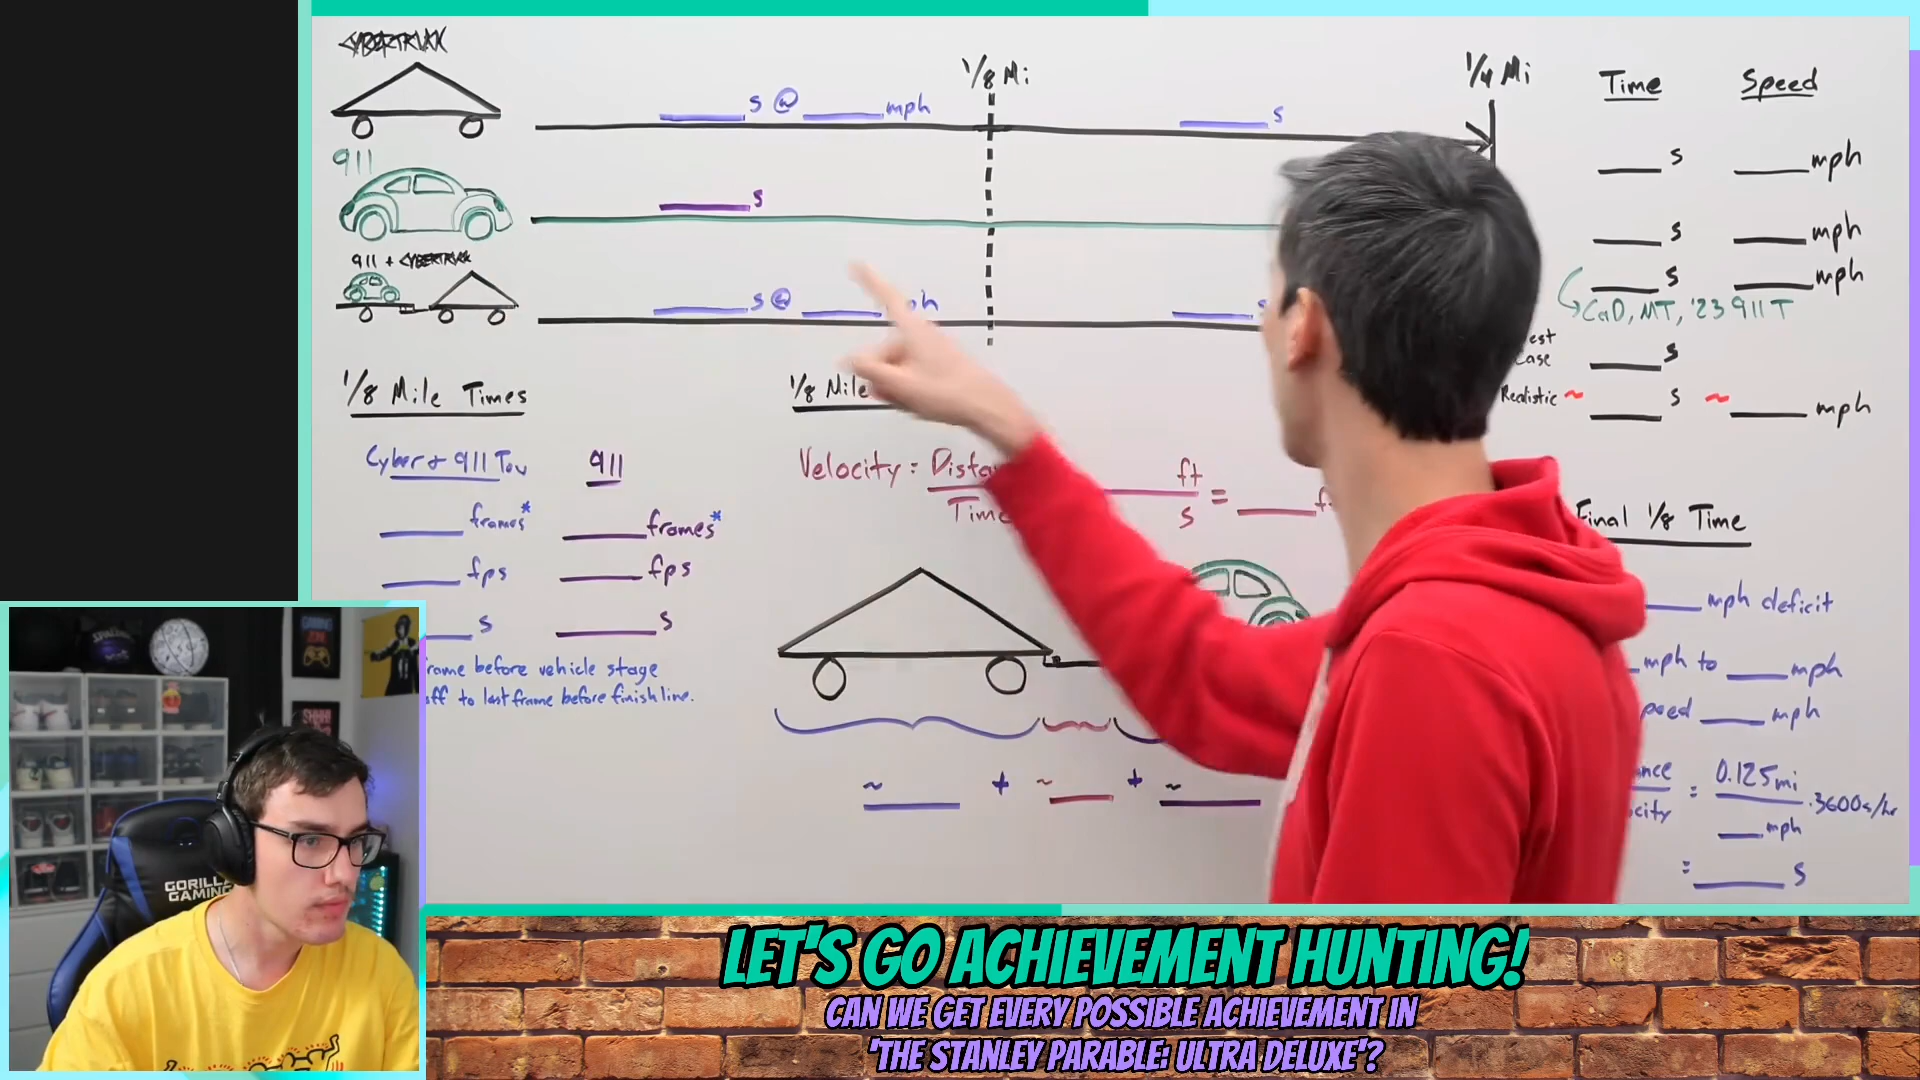 CYBERTRUCK
1/8 Mi
1/4 Mi
Time
Speed
s @ mph
s
s mph
911
s
s mph
911 + CYBERTRUCK
s @
s mph
CaD, MT, '23 911 T
Case
s
Realistic ~ s ~ mph
1/8 Mile Times
1/8 Mile
Cyber + 911 Tow
911
Velocity =
Time
ft
s
=
frames*
frames*
fps
fps
s
s
before vehicle stage
off to last frame before finish line.
~ + ~ + ~
Final 1/8 Time
mph deficit
mph to mph
mph
= 0.125mi
mph
· 3600s/hr
= s
GORILLA
GAMING
LET'S GO ACHIEVEMENT HUNTING!
CAN WE GET EVERY POSSIBLE ACHIEVEMENT IN
'THE STANLEY PARABLE: ULTRA DELUXE'?